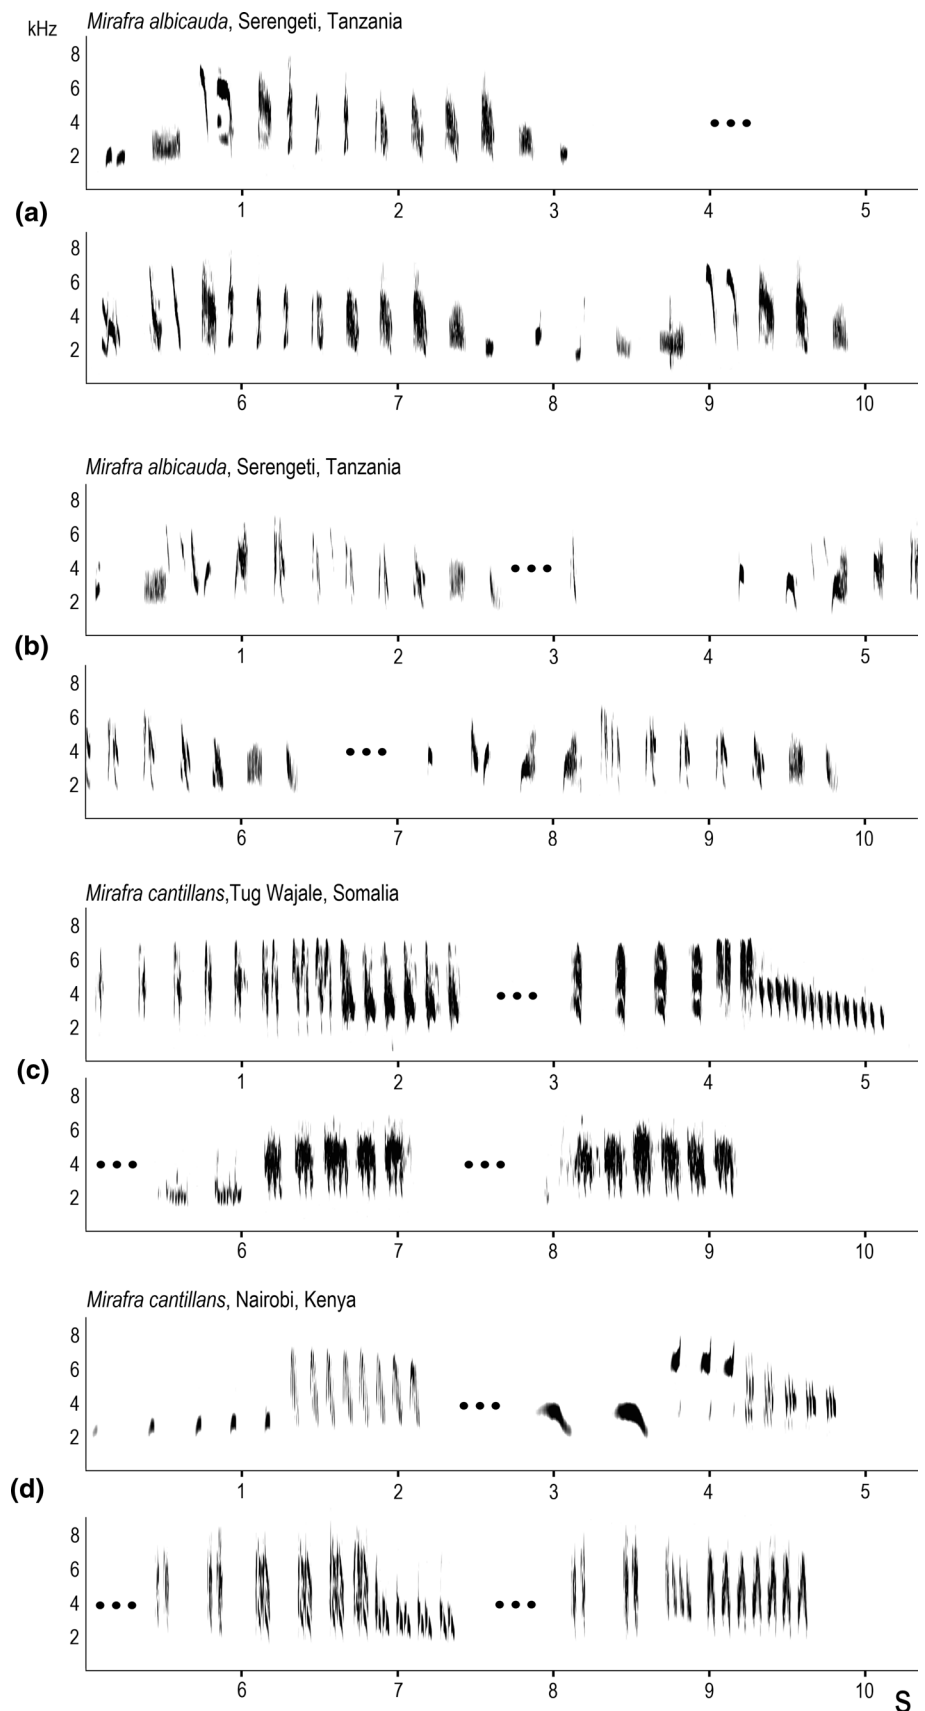 kHz
Mirafra albicauda, Serengeti, Tanzania
8
6
4
2
1 2 3 4 5
(a)
8
6
4
2
6 7 8 9 10
Mirafra albicauda, Serengeti, Tanzania
8
6
4
2
1 2 3 4 5
(b)
8
6
4
2
6 7 8 9 10
Mirafra cantillans,Tug Wajale, Somalia
8
6
4
2
1 2 3 4 5
(c)
8
6
4
2
6 7 8 9 10
Mirafra cantillans, Nairobi, Kenya
8
6
4
2
1 2 3 4 5
(d)
8
6
4
2
6 7 8 9 10
s